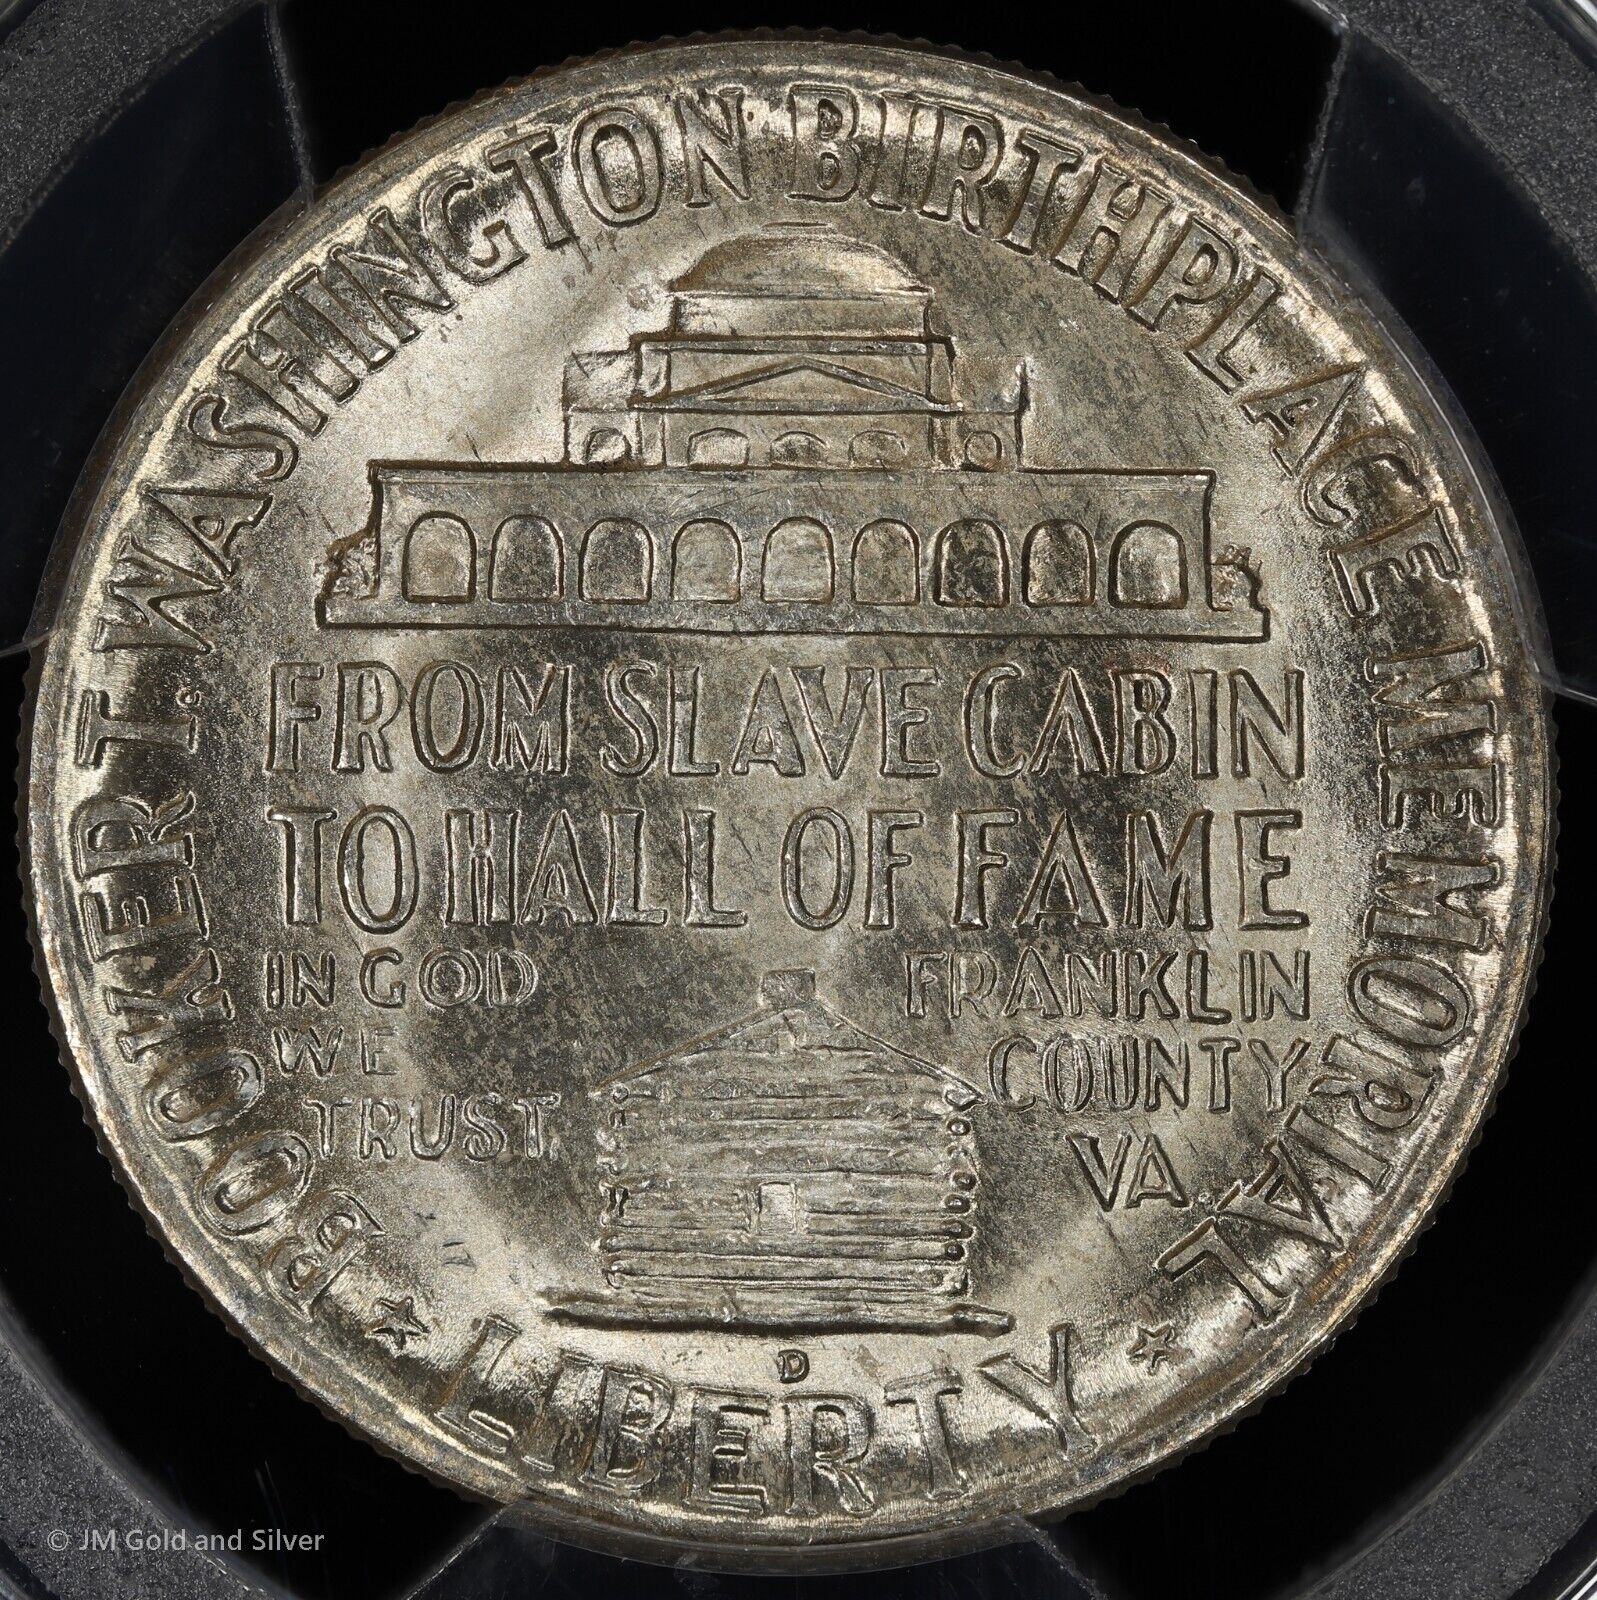 BOOKER T. WASHINGTON BIRTHPLACE MEMORIAL
FROM SLAVE CABIN
TO HALL OF FAME
IN GOD
WE
TRUST.
FRANKLIN
COUNTY
VA.
D
★ LIBERTY ★
© JM Gold and Silver